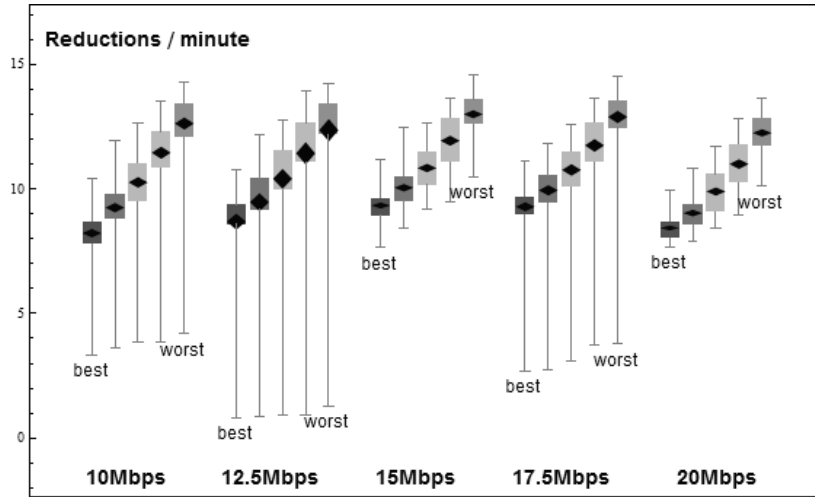 Reductions / minute
15
10
5
0
best
worst
best
worst
best
worst
best
worst
best
worst
10Mbps 12.5Mbps 15Mbps 17.5Mbps 20Mbps